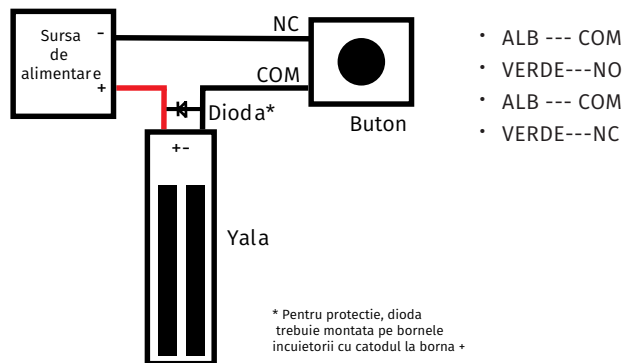 Sursa
de
alimentare
-
+
NC
COM
Dioda*
Buton
+-
Yala
* Pentru protectie, dioda
trebuie montata pe bornele
incuietorii cu catodul la borna +
• ALB --- COM
• VERDE---NO
• ALB --- COM
• VERDE---NC